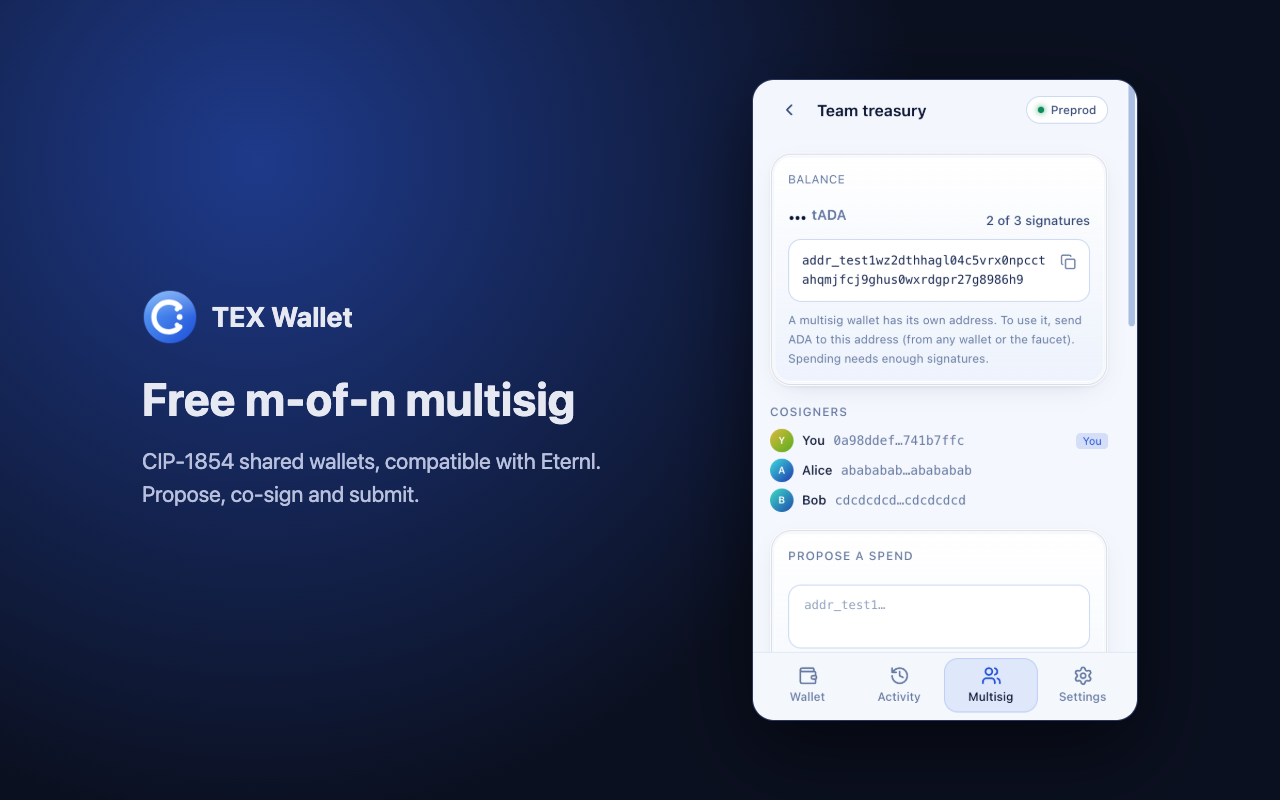 TEX Wallet
Free m-of-n multisig
CIP-1854 shared wallets, compatible with Eternl.
Propose, co-sign and submit.
Team treasury
Preprod
BALANCE
••• tADA
2 of 3 signatures
addr_test1wz2dthhagl04c5vrx0npcct
ahqmjfcj9ghus0wxrdgpr27g8986h9
A multisig wallet has its own address. To use it, send
ADA to this address (from any wallet or the faucet).
Spending needs enough signatures.
COSIGNERS
Y You 0a98ddef…741b7ffc You
A Alice abababab…abababab
B Bob cdcdcdcd…cdcdcdcd
PROPOSE A SPEND
addr_test1…
Wallet
Activity
Multisig
Settings